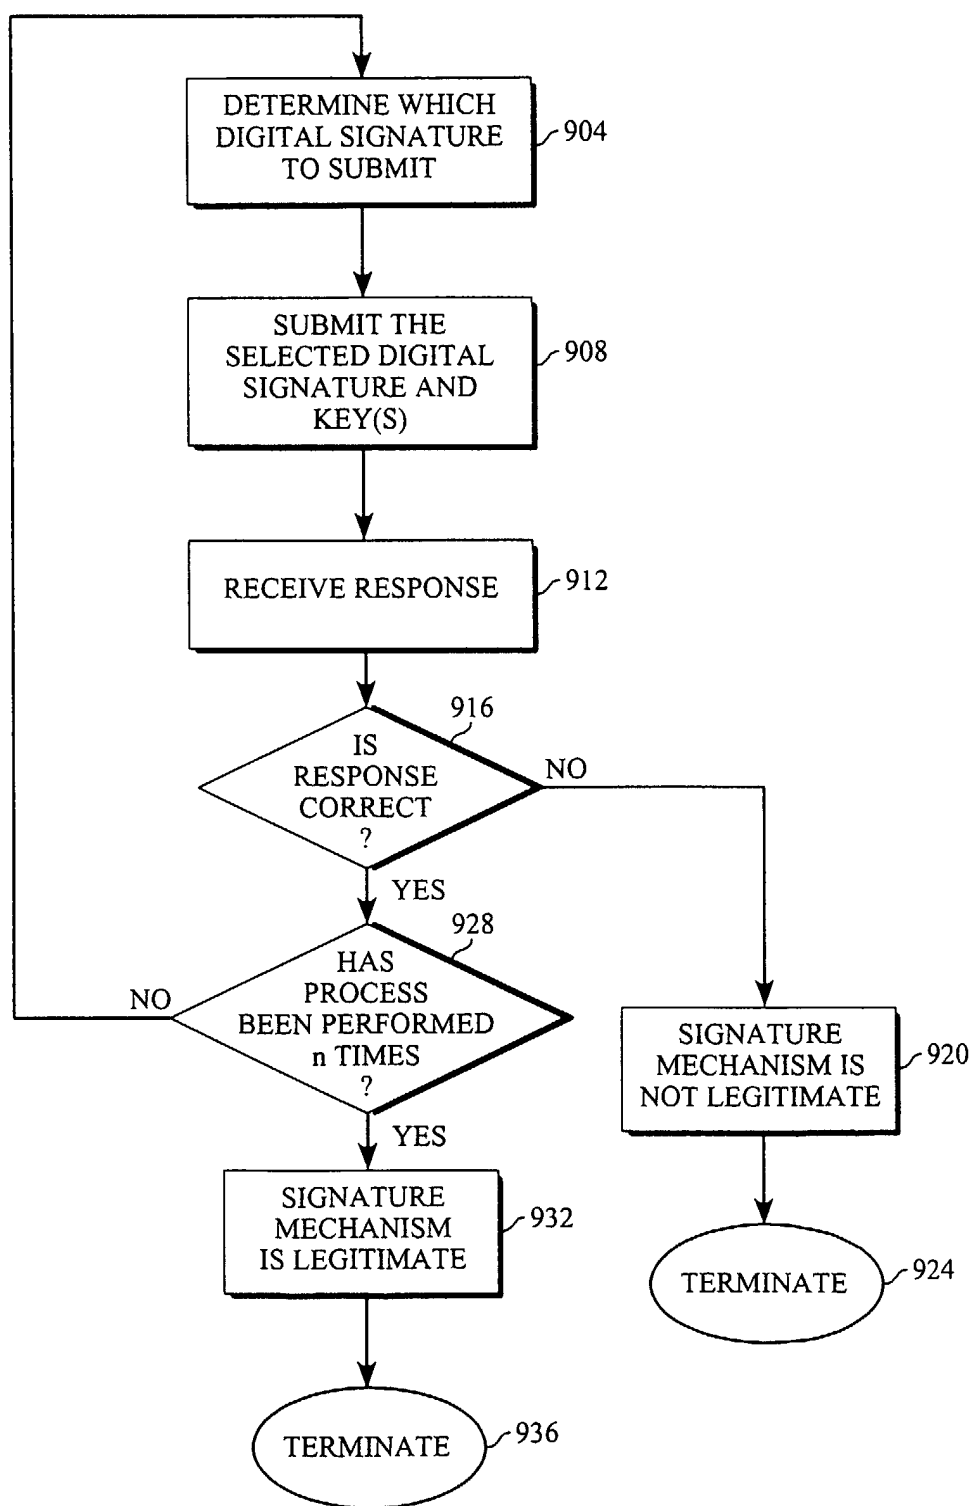 DETERMINE WHICH
DIGITAL SIGNATURE
TO SUBMIT
904
SUBMIT THE
SELECTED DIGITAL
SIGNATURE AND
KEY(S)
908
RECEIVE RESPONSE
912
916
IS
RESPONSE
CORRECT
?
NO
YES
928
HAS
PROCESS
BEEN PERFORMED
n TIMES
?
NO
YES
SIGNATURE
MECHANISM IS
NOT LEGITIMATE
920
SIGNATURE
MECHANISM
IS LEGITIMATE
932
TERMINATE
924
TERMINATE
936